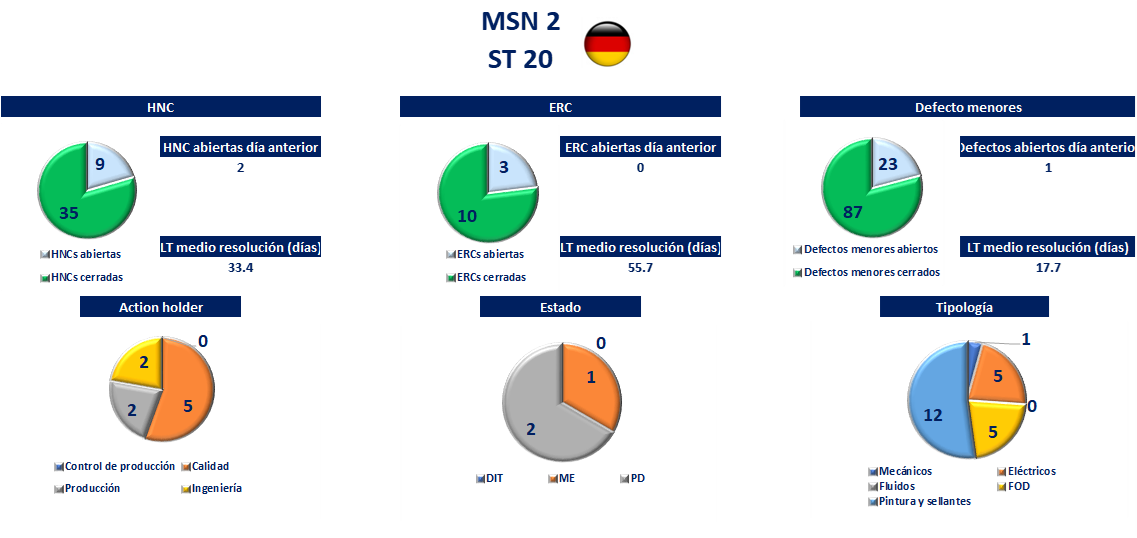 MSN 2
ST 20
HNC
9
35
HNC abiertas día anterior
2
HNCs abiertas
HNCs cerradas
LT medio resolución (días)
33.4
ERC
3
10
ERC abiertas día anterior
0
ERCs abiertas
ERCs cerradas
LT medio resolución (días)
55.7
Defecto menores
23
87
Defectos abiertos día anterio
1
Defectos menores abiertos
Defectos menores cerrados
LT medio resolución (días)
17.7
Action holder
0
2
2
5
Control de producción
Calidad
Producción
Ingeniería
Estado
0
1
2
DIT
ME
PD
Tipología
1
5
0
12
5
Mecánicos
Eléctricos
Fluidos
FOD
Pintura y sellantes